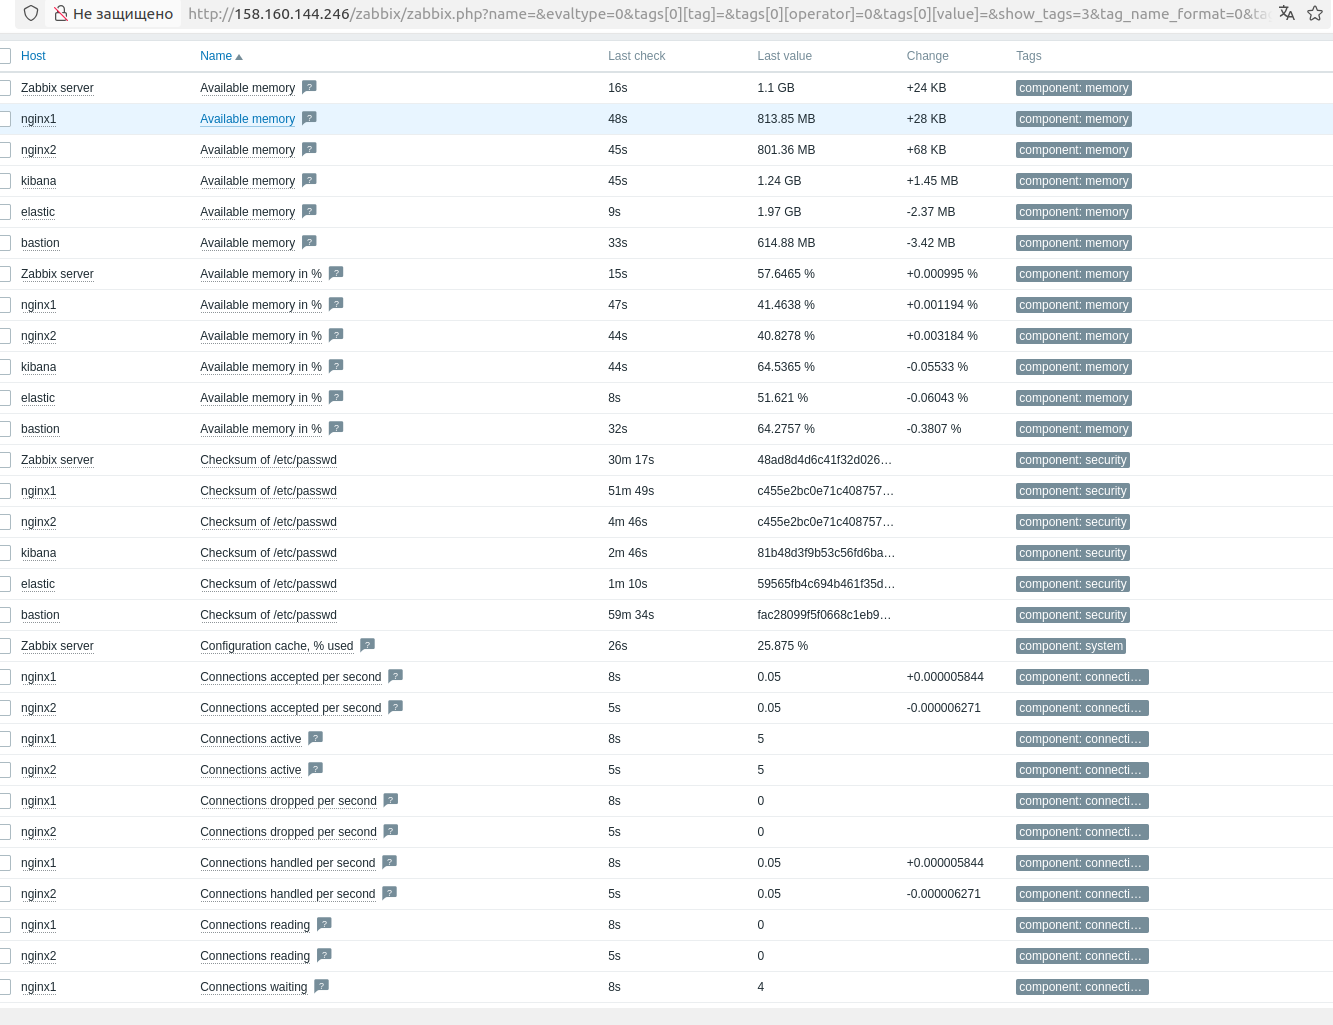 Не защищено http://158.160.144.246/zabbix/zabbix.php?name=&evaltype=0&tags[0][tag]=&tags[0][operator]=0&tags[0][value]=&show_tags=3&tag_name_format=0&ta
Host Name Last check Last value Change Tags
Zabbix server Available memory ? 16s 1.1 GB +24 KB component: memory
nginx1 Available memory ? 48s 813.85 MB +28 KB component: memory
nginx2 Available memory ? 45s 801.36 MB +68 KB component: memory
kibana Available memory ? 45s 1.24 GB +1.45 MB component: memory
elastic Available memory ? 9s 1.97 GB -2.37 MB component: memory
bastion Available memory ? 33s 614.88 MB -3.42 MB component: memory
Zabbix server Available memory in % ? 15s 57.6465 % +0.000995 % component: memory
nginx1 Available memory in % ? 47s 41.4638 % +0.001194 % component: memory
nginx2 Available memory in % ? 44s 40.8278 % +0.003184 % component: memory
kibana Available memory in % ? 44s 64.5365 % -0.05533 % component: memory
elastic Available memory in % ? 8s 51.621 % -0.06043 % component: memory
bastion Available memory in % ? 32s 64.2757 % -0.3807 % component: memory
Zabbix server Checksum of /etc/passwd 30m 17s 48ad8d4d6c41f32d026… component: security
nginx1 Checksum of /etc/passwd 51m 49s c455e2bc0e71c408757… component: security
nginx2 Checksum of /etc/passwd 4m 46s c455e2bc0e71c408757… component: security
kibana Checksum of /etc/passwd 2m 46s 81b48d3f9b53c56fd6ba… component: security
elastic Checksum of /etc/passwd 1m 10s 59565fb4c694b461f35d… component: security
bastion Checksum of /etc/passwd 59m 34s fac28099f5f0668c1eb9… component: security
Zabbix server Configuration cache, % used ? 26s 25.875 % component: system
nginx1 Connections accepted per second ? 8s 0.05 +0.000005844 component: connecti…
nginx2 Connections accepted per second ? 5s 0.05 -0.000006271 component: connecti…
nginx1 Connections active ? 8s 5 component: connecti…
nginx2 Connections active ? 5s 5 component: connecti…
nginx1 Connections dropped per second ? 8s 0 component: connecti…
nginx2 Connections dropped per second ? 5s 0 component: connecti…
nginx1 Connections handled per second ? 8s 0.05 +0.000005844 component: connecti…
nginx2 Connections handled per second ? 5s 0.05 -0.000006271 component: connecti…
nginx1 Connections reading ? 8s 0 component: connecti…
nginx2 Connections reading ? 5s 0 component: connecti…
nginx1 Connections waiting ? 8s 4 component: connecti…